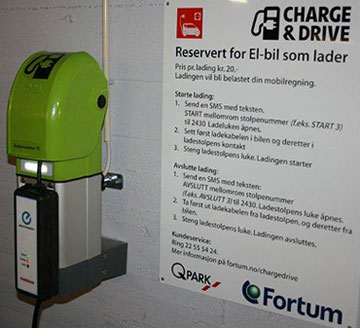 CHARGE
& DRIVE
Reservert for El-bil som lader
Pris pr. lading kr. 20,-
Ladingen vil bli belastet din mobilregning.
Starte lading:
1. Send en SMS med teksten:
START mellomrom stolpenummer (f.eks. START 3)
til 2430 Ladeluken åpnes.
2. Sett først ladekabelen i bilen og deretter i
ladestolpens kontakt
3. Steng ladestolpens luke. Ladingen starter
Avslutte lading:
1. Send en SMS med teksten:
AVSLUTT mellomrom stolpenummer
(f.eks. AVSLUTT 3) til 2430. Ladestolpens luke åpnes.
2. Ta først ut ladekabelen fra ladestolpen, og deretter fra
bilen.
3. Steng ladestolpens luke. Ladingen avsluttes.
Kundeservice:
Ring 22 55 54 24.
Mer informasjon på fortum.no/chargedrive
QPARK
Fortum